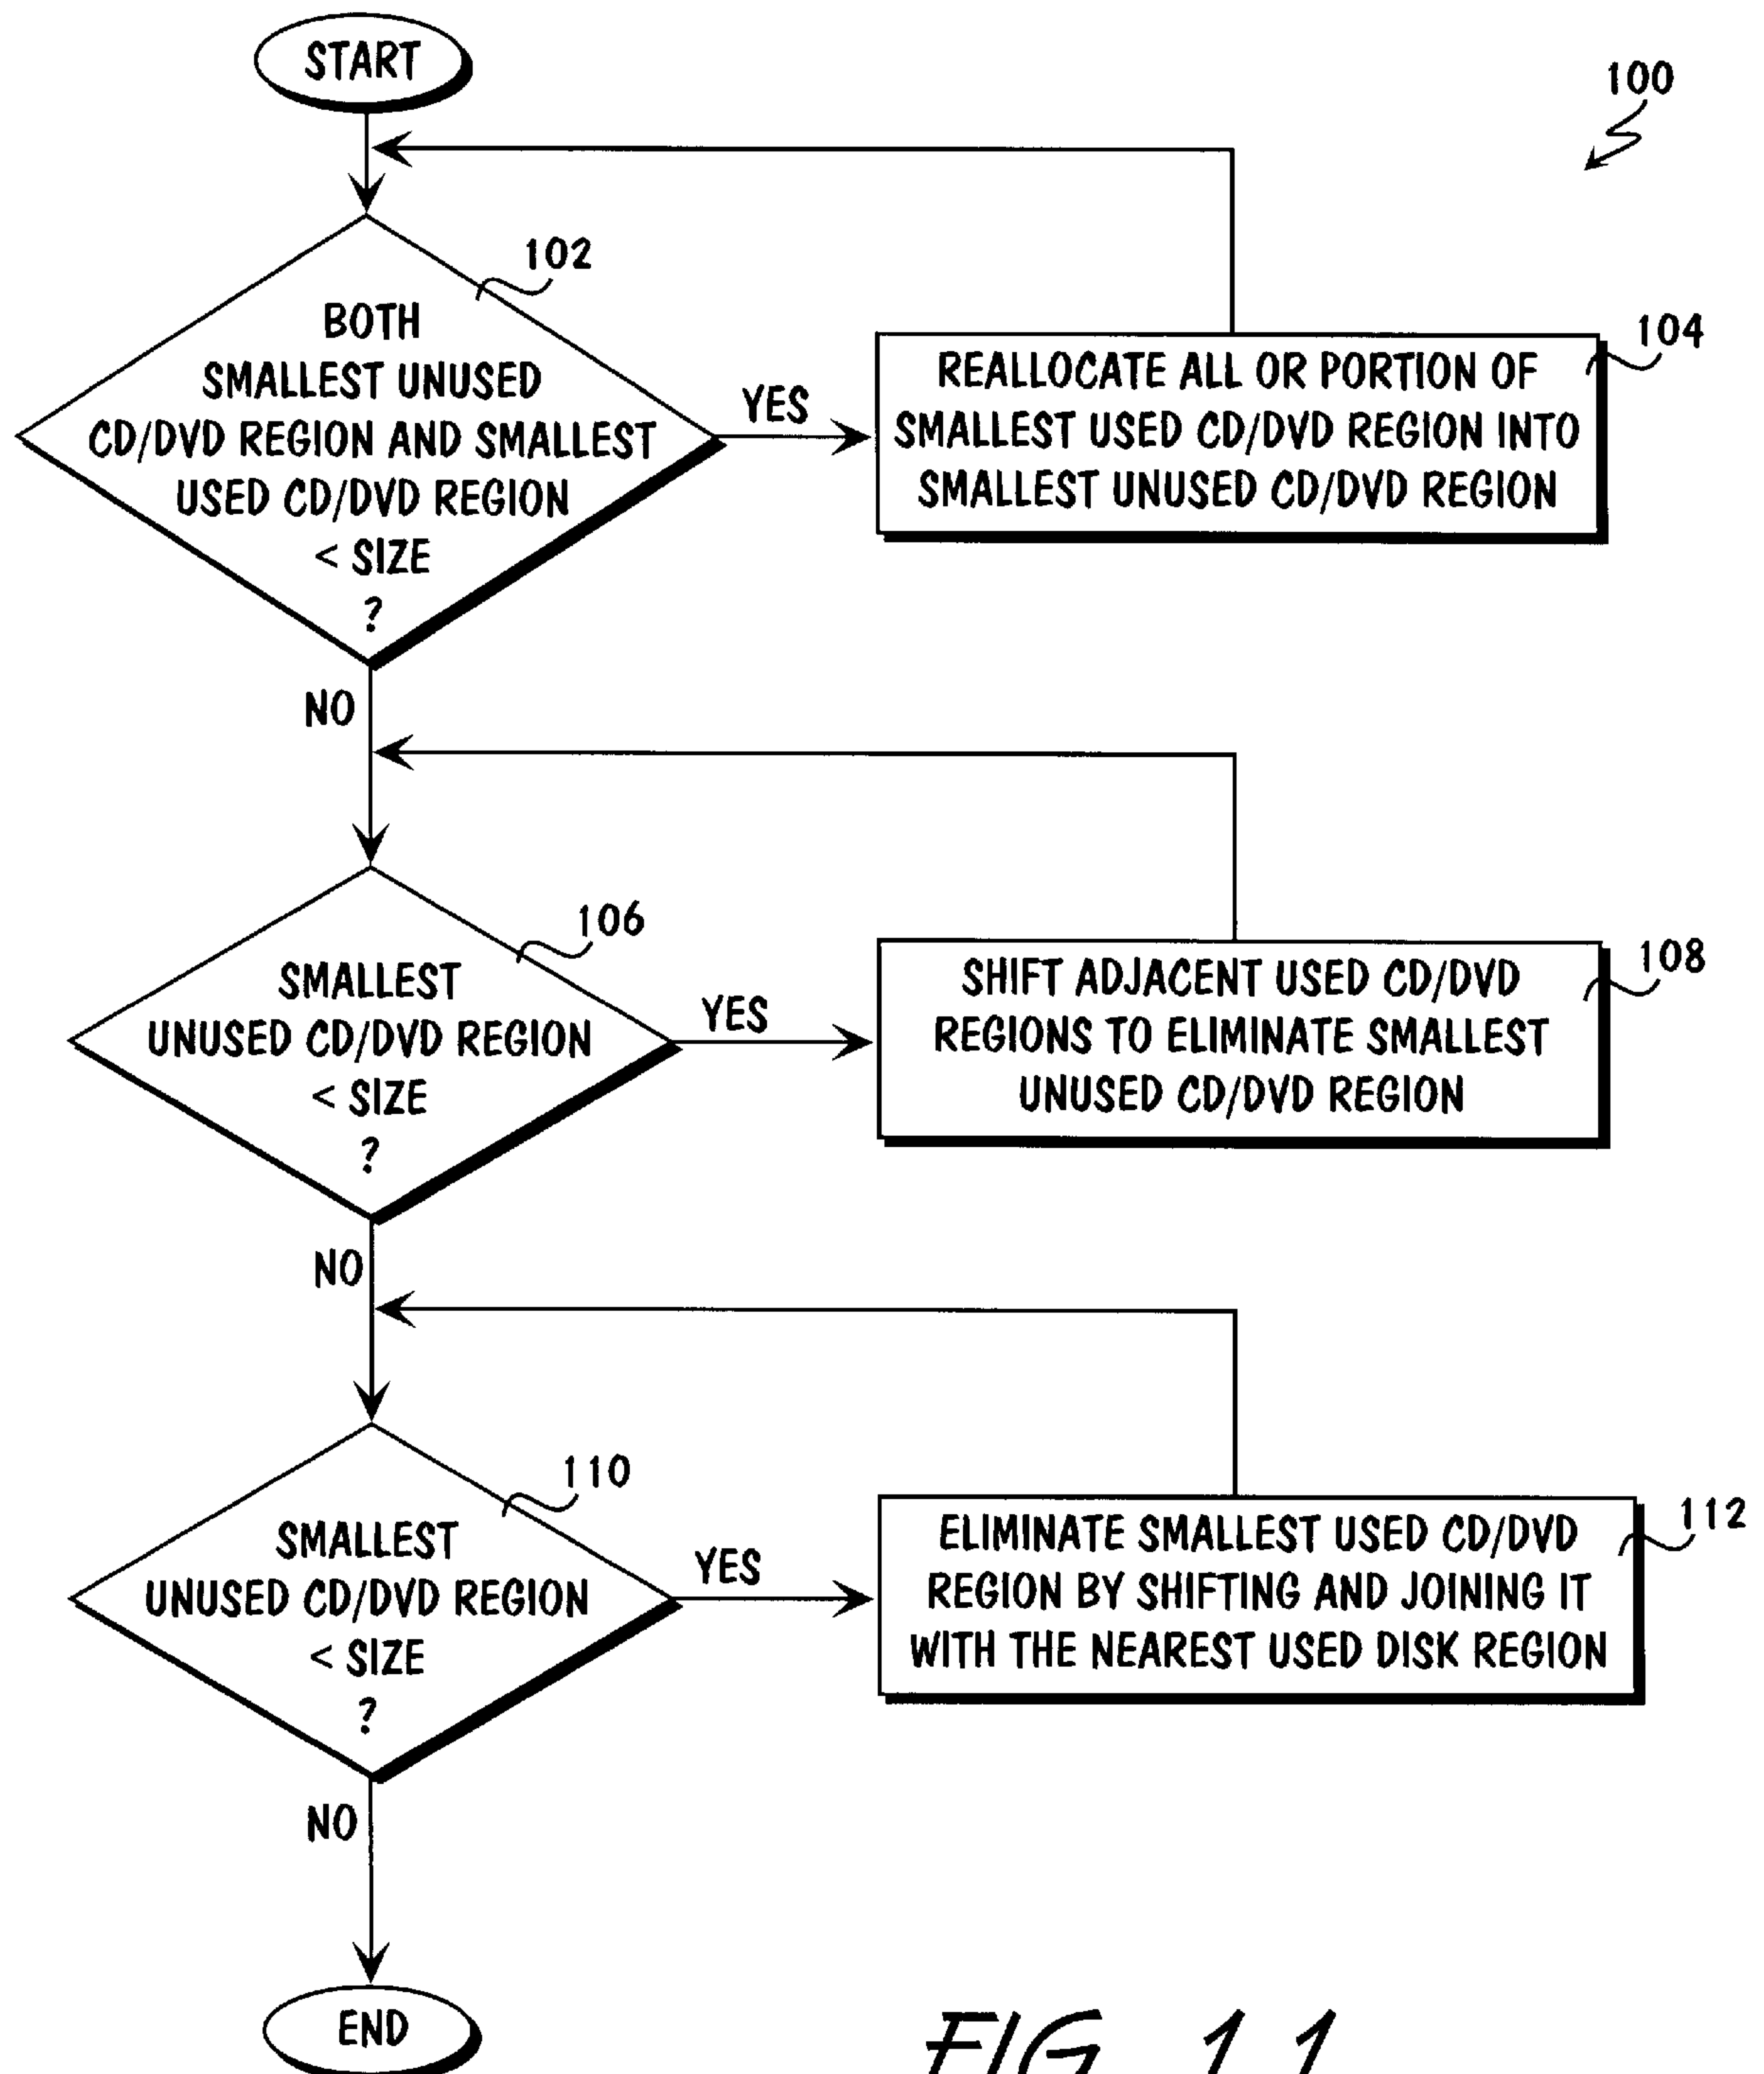 START
100
102
BOTH
SMALLEST UNUSED
CD/DVD REGION AND SMALLEST
USED CD/DVD REGION
< SIZE
?
YES
104
REALLOCATE ALL OR PORTION OF
SMALLEST USED CD/DVD REGION INTO
SMALLEST UNUSED CD/DVD REGION
NO
106
SMALLEST
UNUSED CD/DVD REGION
< SIZE
?
YES
108
SHIFT ADJACENT USED CD/DVD
REGIONS TO ELIMINATE SMALLEST
UNUSED CD/DVD REGION
NO
110
SMALLEST
UNUSED CD/DVD REGION
< SIZE
?
YES
112
ELIMINATE SMALLEST USED CD/DVD
REGION BY SHIFTING AND JOINING IT
WITH THE NEAREST USED DISK REGION
NO
END
FIG. 11